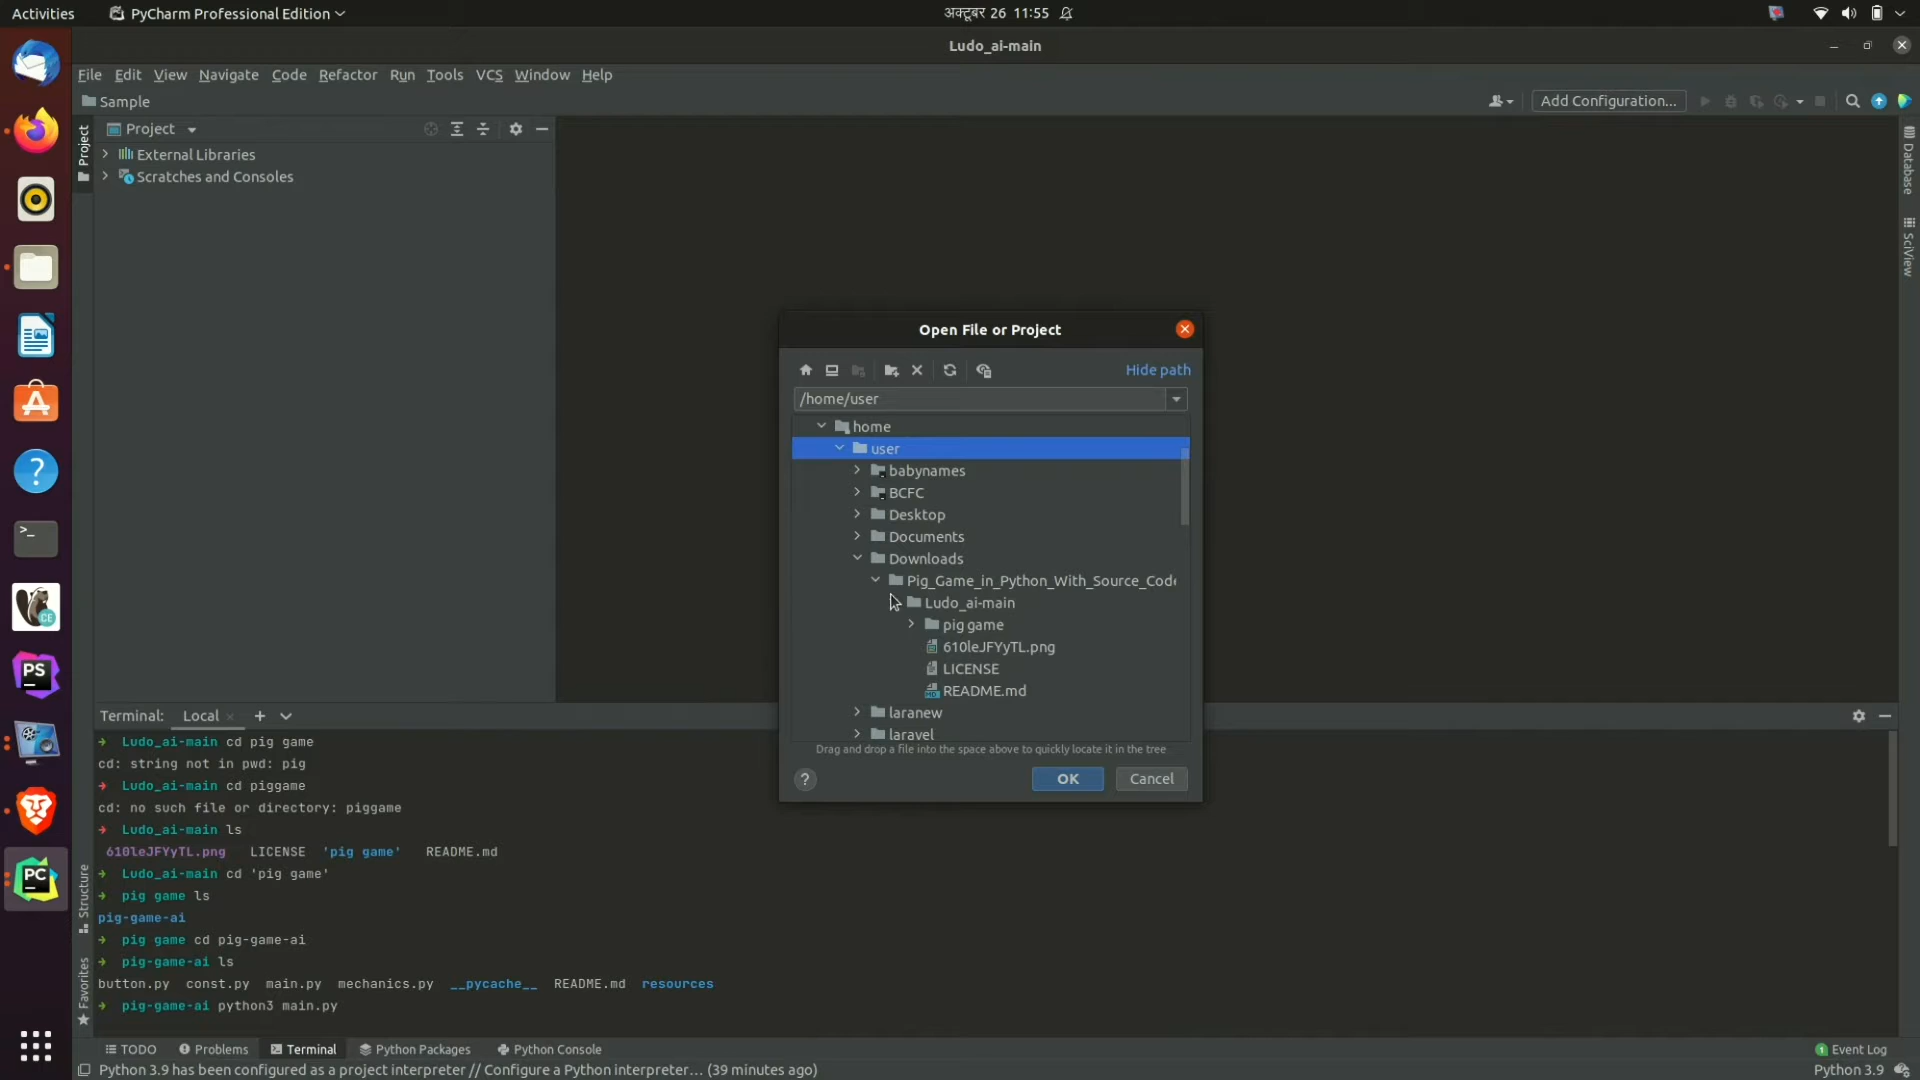 Activities
PyCharm Professional Edition
अक्टूबर 26 11:55
Ludo_ai-main
File Edit View Navigate Code Refactor Run Tools VCS Window Help
Sample
Add Configuration...
Project
Project
External Libraries
Scratches and Consoles
Database
SciView
Open File or Project
Hide path
/home/user
home
user
babynames
BCFC
Desktop
Documents
Downloads
Pig_Game_in_Python_With_Source_Code
Ludo_ai-main
pig game
610leJFYyTL.png
LICENSE
README.md
laranew
laravel
Drag and drop a file into the space above to quickly locate it in the tree
?
OK
Cancel
Terminal: Local
Ludo_ai-main cd pig game
cd: string not in pwd: pig
Ludo_ai-main cd piggame
cd: no such file or directory: piggame
Ludo_ai-main ls
610leJFYyTL.png LICENSE 'pig game' README.md
Ludo_ai-main cd 'pig game'
pig game ls
pig-game-ai
pig game cd pig-game-ai
pig-game-ai ls
button.py const.py main.py mechanics.py __pycache__ README.md resources
pig-game-ai python3 main.py
Structure
Favorites
TODO Problems Terminal Python Packages Python Console
1 Event Log
Python 3.9 has been configured as a project interpreter // Configure a Python interpreter... (39 minutes ago)
Python 3.9
PS
PC
CE